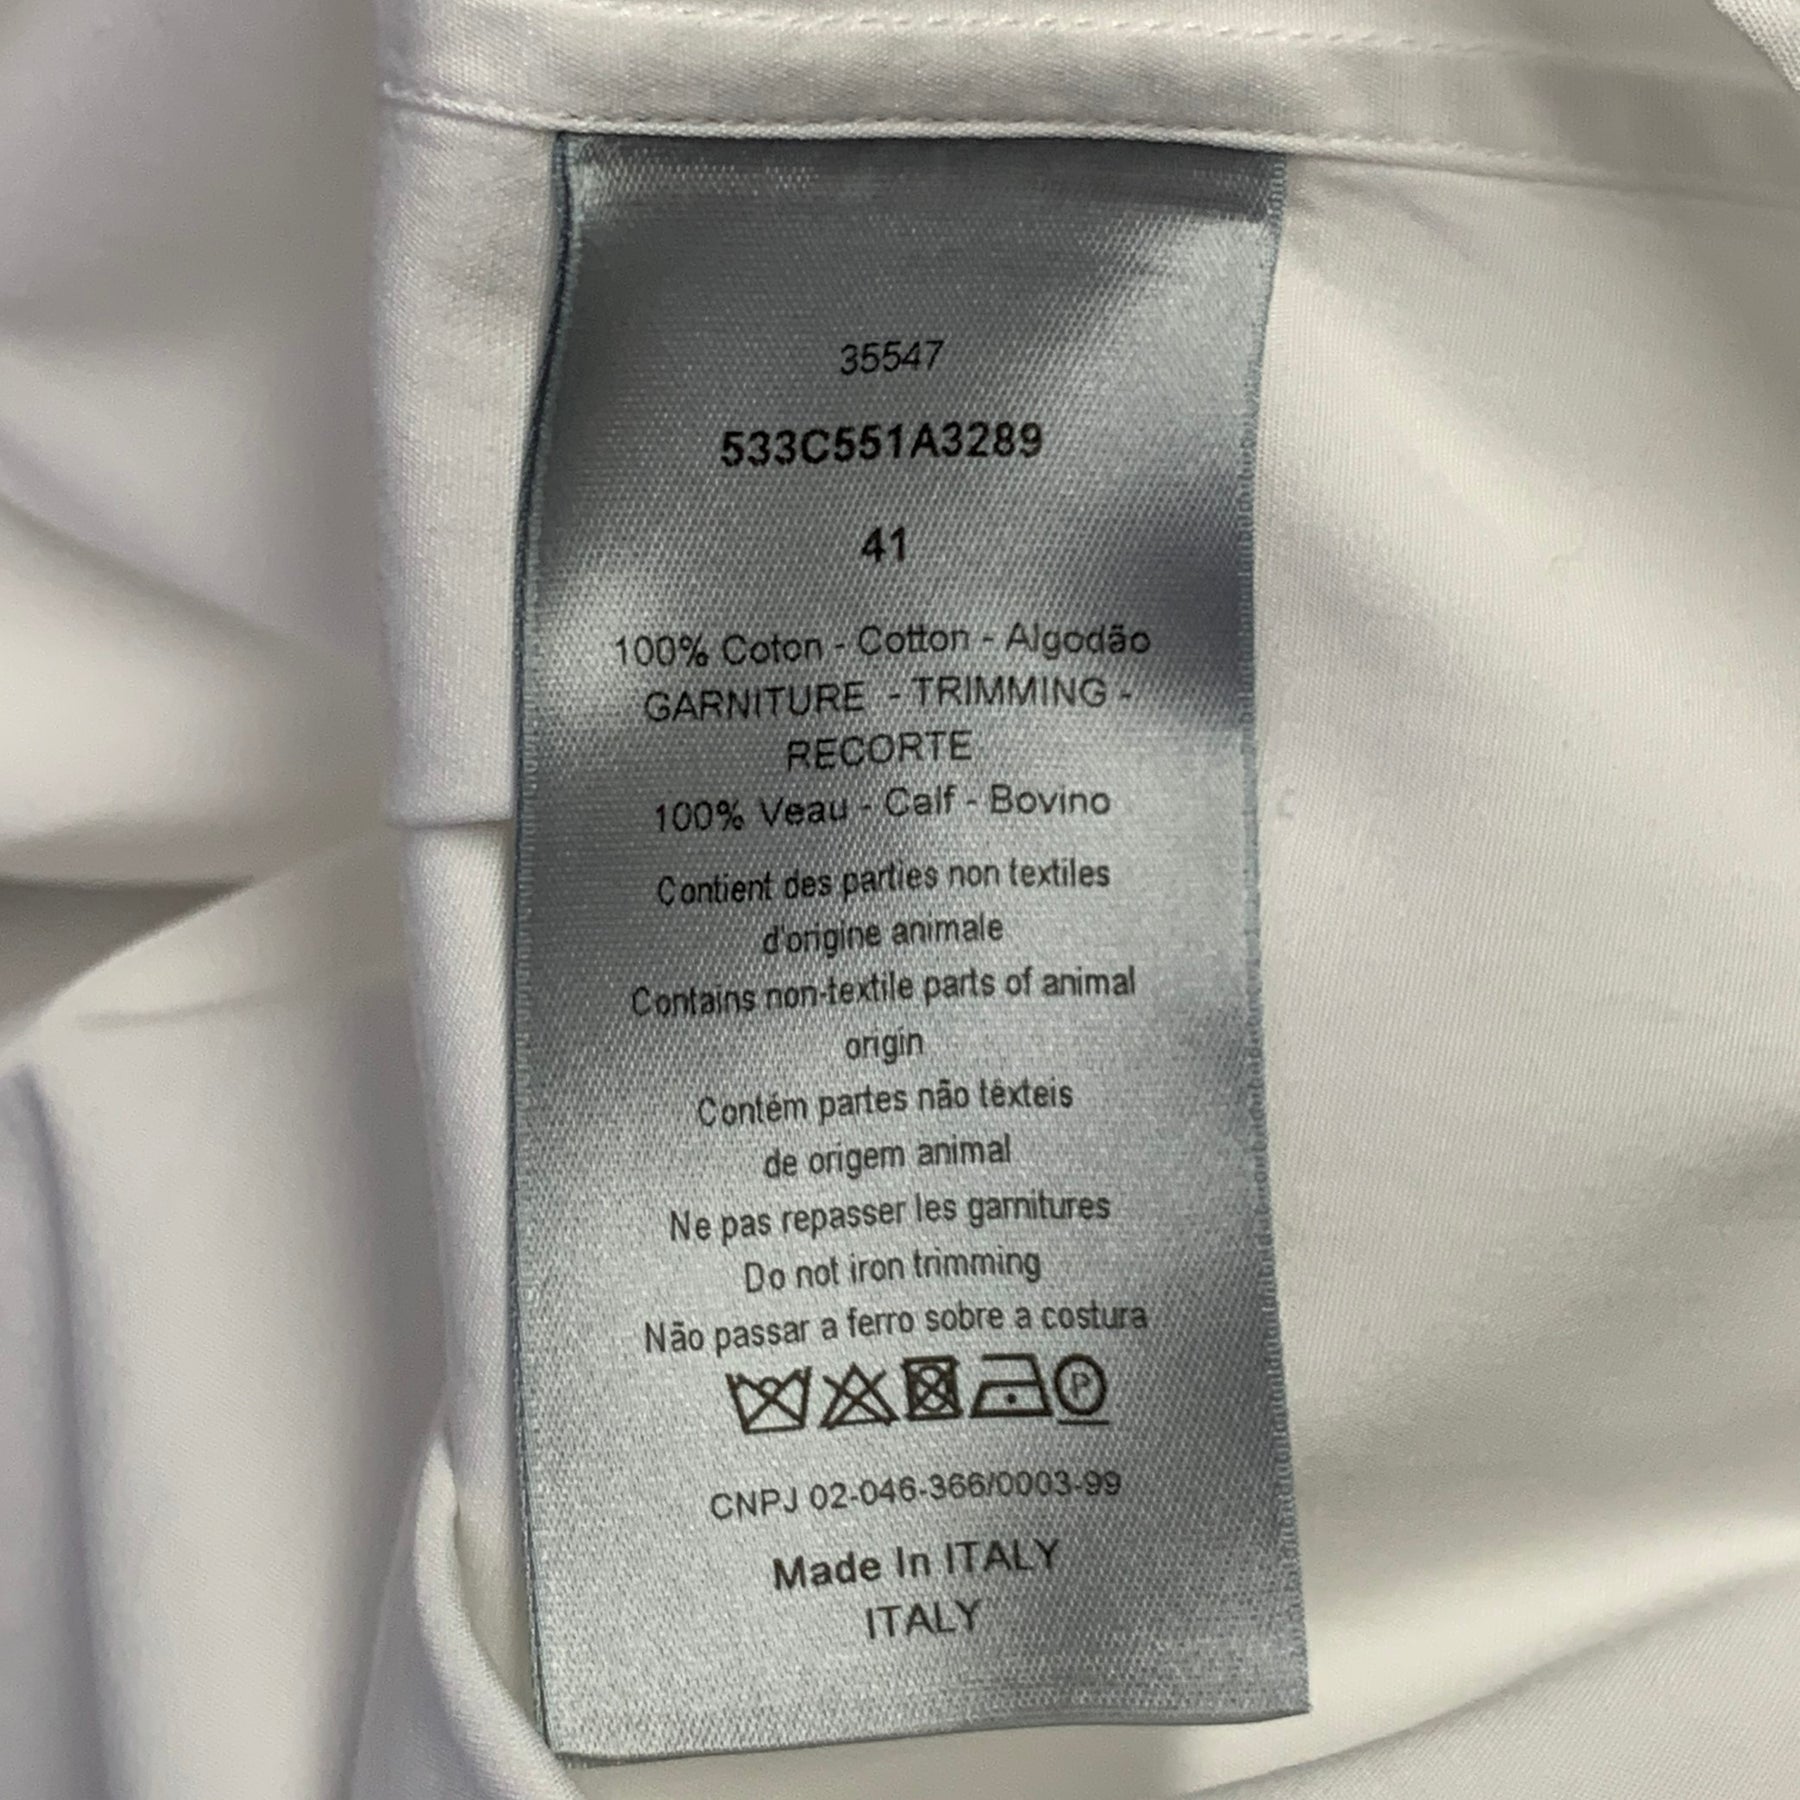 35547
533C551A3289
41
100% Coton - Cotton - Algodão
GARNITURE - TRIMMING -
RECORTE
100% Veau - Calf - Bovino
Contient des parties non textiles
d'origine animale
Contains non-textile parts of animal
origin
Contém partes não têxteis
de origem animal
Ne pas repasser les garnitures
Do not iron trimming
Não passar a ferro sobre a costura
P
CNPJ 02-046-366/0003-99
Made In ITALY
ITALY